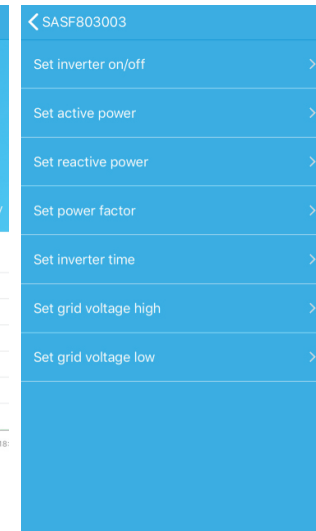 SASF803003
Set inverter on/off
Set active power
Set reactive power
Set power factor
Set inverter time
Set grid voltage high
Set grid voltage low